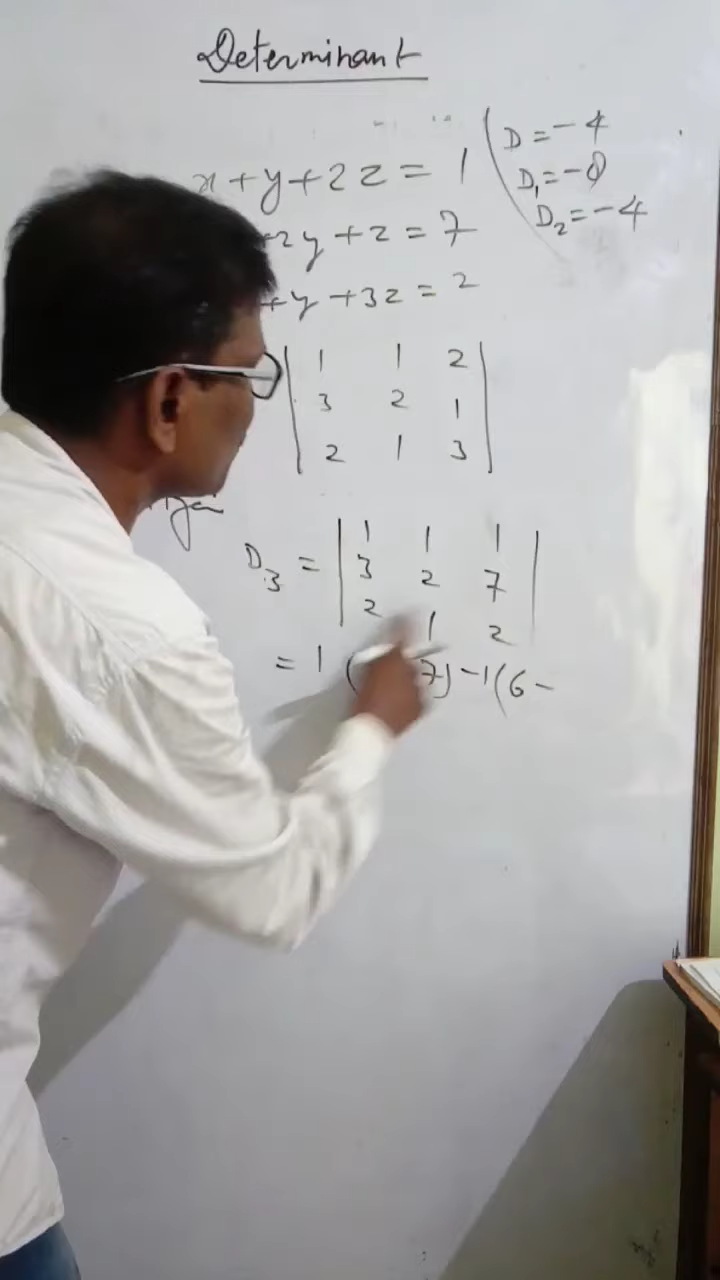 Determinant
x + y + 2z = 1
D = -4
D₁ = -8
+2y + z = 7
D₂ = -4
+y + 3z = 2
| 1 1 2 |
| 3 2 1 |
| 2 1 3 |
D₃ = | 1 1 1 |
| 3 2 7 |
| 2 1 2 |
= 1 ( 7) -1(6 -